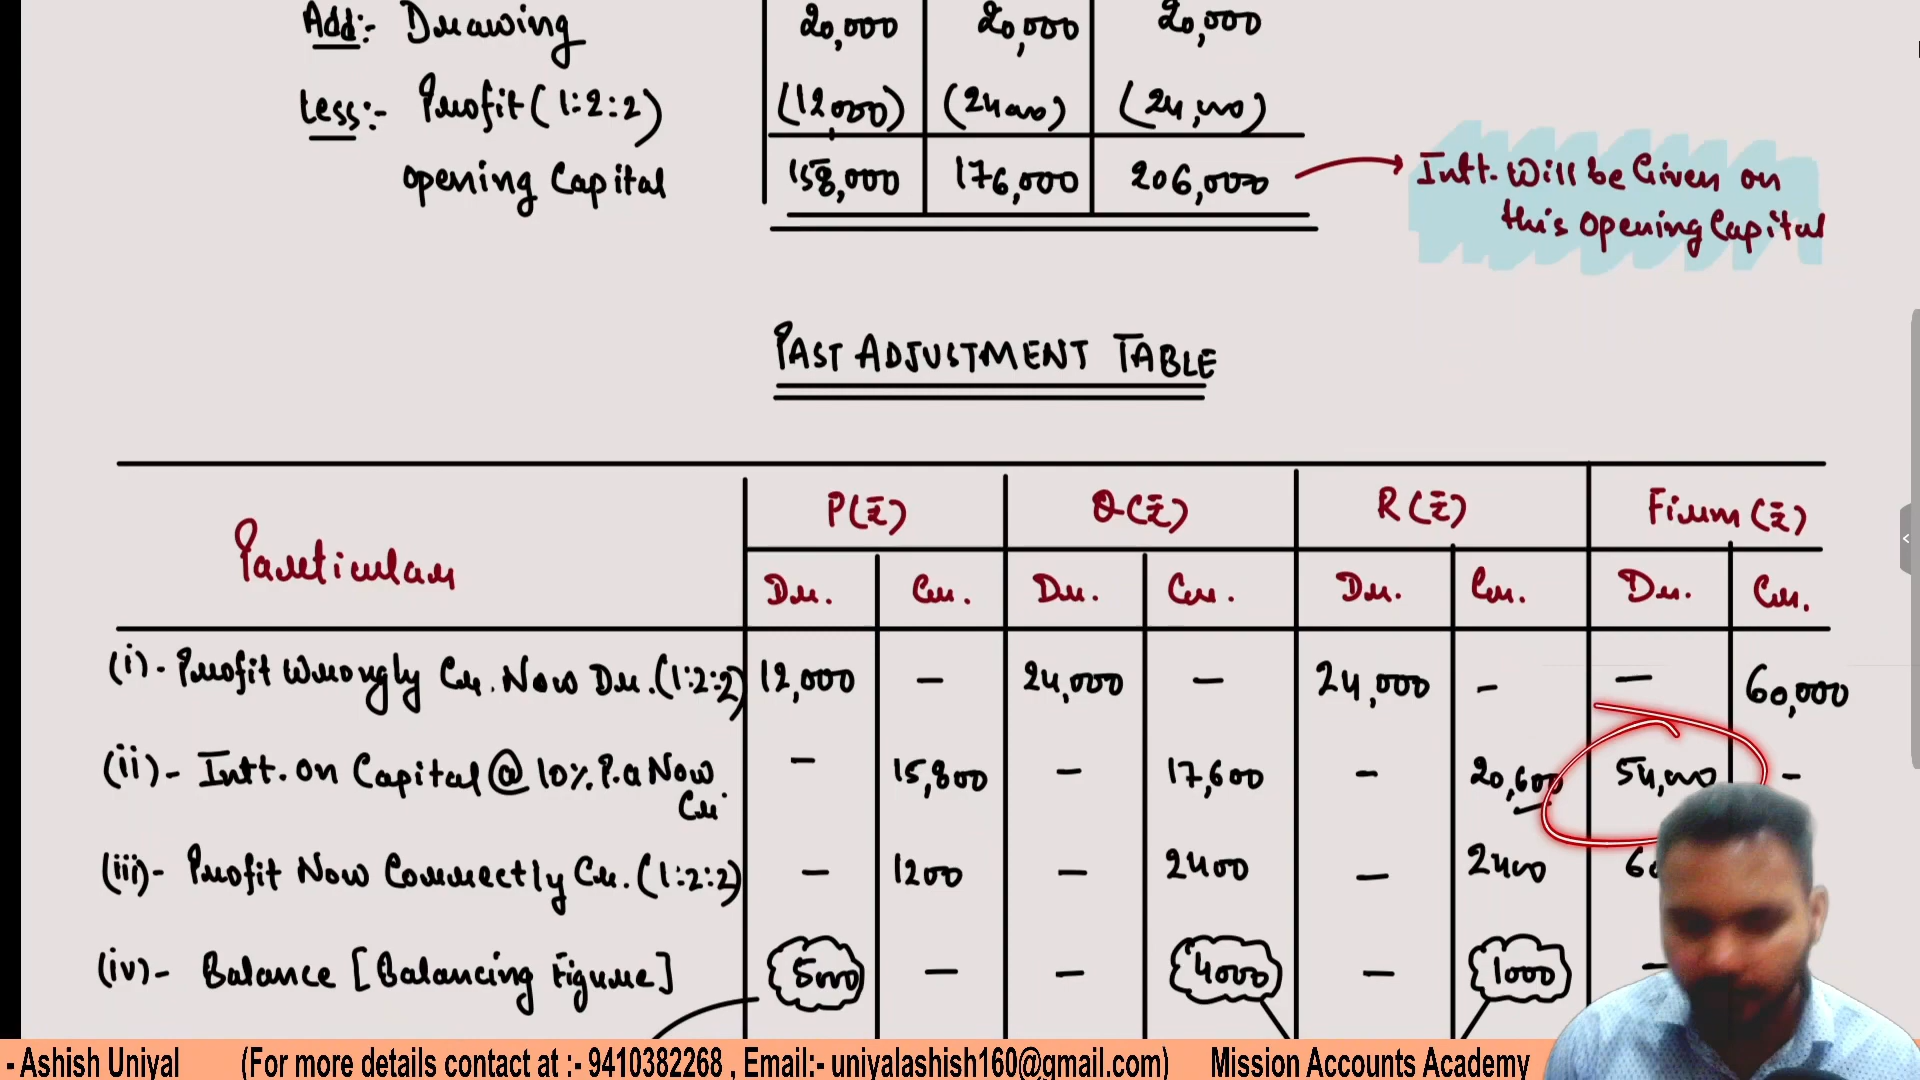 Add:- Drawing 20,000 20,000 20,000
Less:- Profit (1:2:2) (12,000) (24,000) (24,000)
opening Capital 158,000 176,000 206,000
Intt. Will be Given on
this opening Capital
PAST ADJUSTMENT TABLE
Particular P(₹) Q(₹) R(₹) Firm(₹)
Dr. Cr. Dr. Cr. Dr. Cr. Dr. Cr.
(i)- Profit Wrongly Cr. Now Dr. (1:2:2) 12,000 - 24,000 - 24,000 - - 60,000
(ii)- Intt. on Capital @ 10% P.a Now Cr. - 15,800 - 17,600 - 20,600 54,000 -
(iii)- Profit Now Correctly Cr. (1:2:2) - 1200 - 2400 - 2400
(iv)- Balance [Balancing Figure] 5000 - - 4000 - 1000 -
- Ashish Uniyal (For more details contact at :- 9410382268 , Email:- uniyalashish160@gmail.com) Mission Accounts Academy